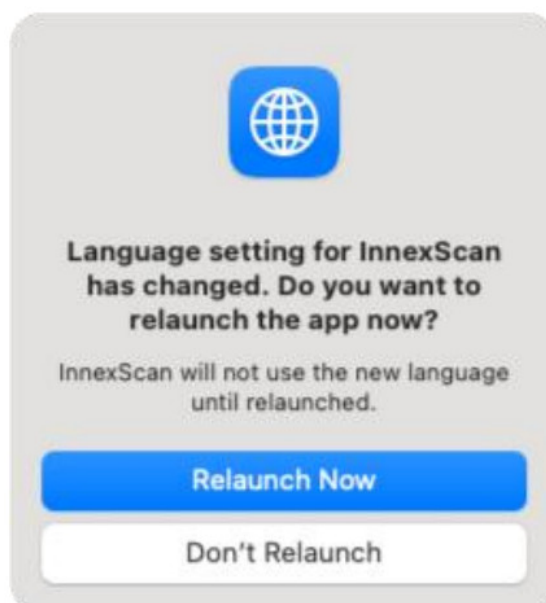 Language setting for InnexScan
has changed. Do you want to
relaunch the app now?
InnexScan will not use the new language
until relaunched.
Relaunch Now
Don’t Relaunch